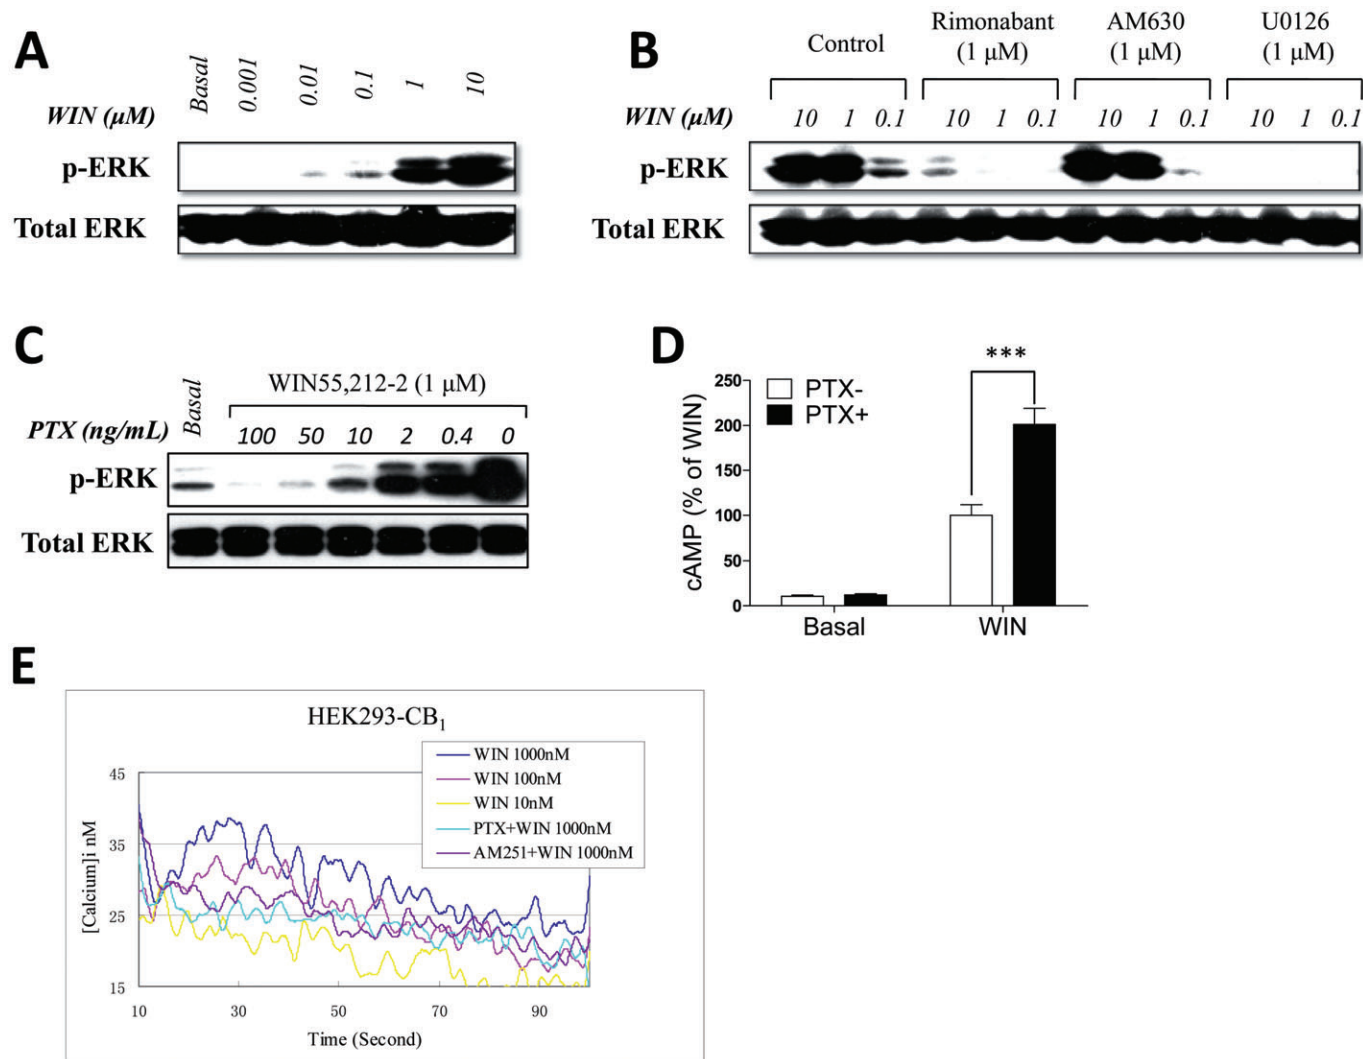 A
Basal
0.001
0.01
0.1
1
10
WIN (μM)
p-ERK
Total ERK
B
Control
Rimonabant
(1 μM)
AM630
(1 μM)
U0126
(1 μM)
WIN (μM)
10 1 0.1 10 1 0.1 10 1 0.1 10 1 0.1
p-ERK
Total ERK
C
Basal
WIN55,212-2 (1 μM)
PTX (ng/mL)
100 50 10 2 0.4 0
p-ERK
Total ERK
D
***
PTX-
PTX+
cAMP (% of WIN)
250
200
150
100
50
0
Basal WIN
E
HEK293-CB₁
WIN 1000nM
WIN 100nM
WIN 10nM
PTX+WIN 1000nM
AM251+WIN 1000nM
[Calcium]i nM
45
35
25
15
10 30 50 70 90
Time (Second)